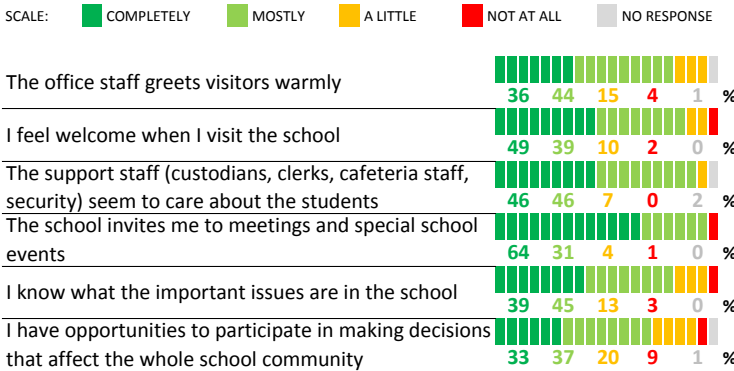 SCALE: COMPLETELY MOSTLY A LITTLE NOT AT ALL NO RESPONSE
The office staff greets visitors warmly
36 44 15 4 1 %
I feel welcome when I visit the school
49 39 10 2 0 %
The support staff (custodians, clerks, cafeteria staff,
security) seem to care about the students
46 46 7 0 2 %
The school invites me to meetings and special school
events
64 31 4 1 0 %
I know what the important issues are in the school
39 45 13 3 0 %
I have opportunities to participate in making decisions
that affect the whole school community
33 37 20 9 1 %